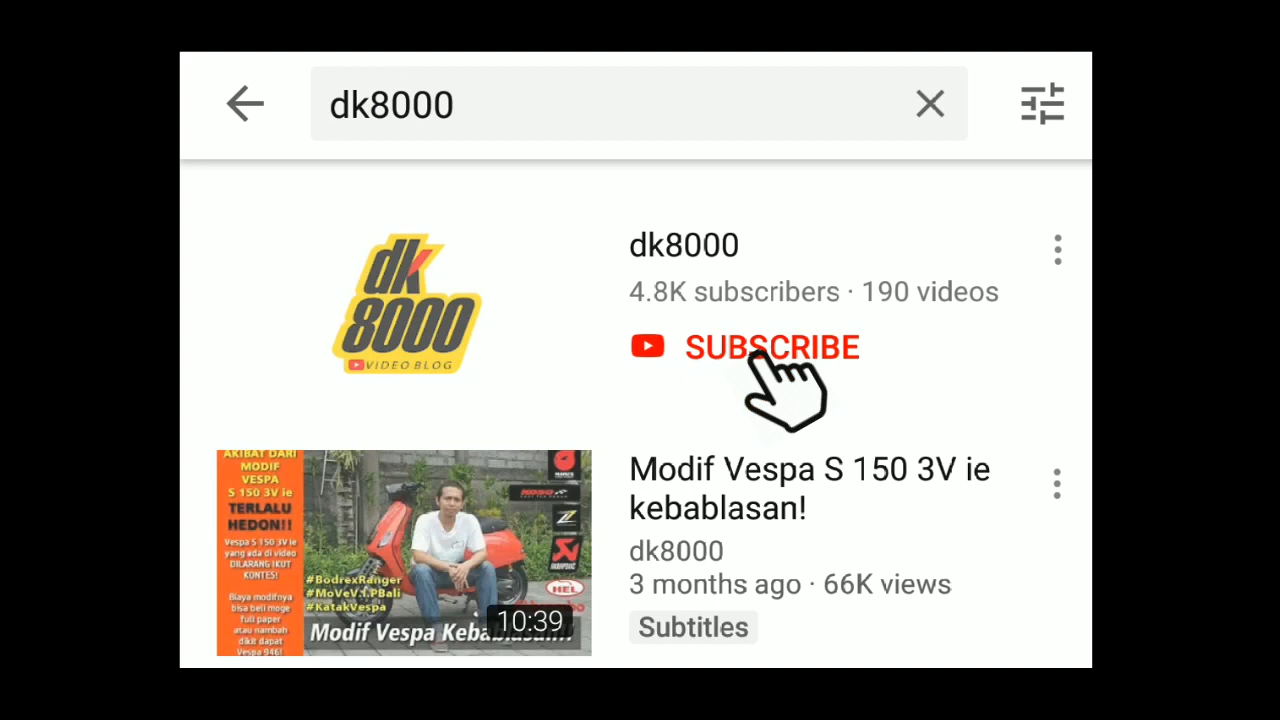 dk8000
dk
8000
VIDEO BLOG
dk8000
4.8K subscribers · 190 videos
SUBSCRIBE
AKIBAT DARI
MODIF
VESPA
S 150 3V ie
TERLALU
HEDON!!
Vespa S 150 3V ie
yang ada di video
DILARANG IKUT
KONTES!
Biaya modifnya
bisa beli moge
full paper
atau nambah
dikit dapat
Vespa 946!
#BodrexRanger
#MoVeV.I.PBali
#KatakVespa
Modif Vespa Kebablasan!!
HEL
10:39
Modif Vespa S 150 3V ie
kebablasan!
dk8000
3 months ago · 66K views
Subtitles